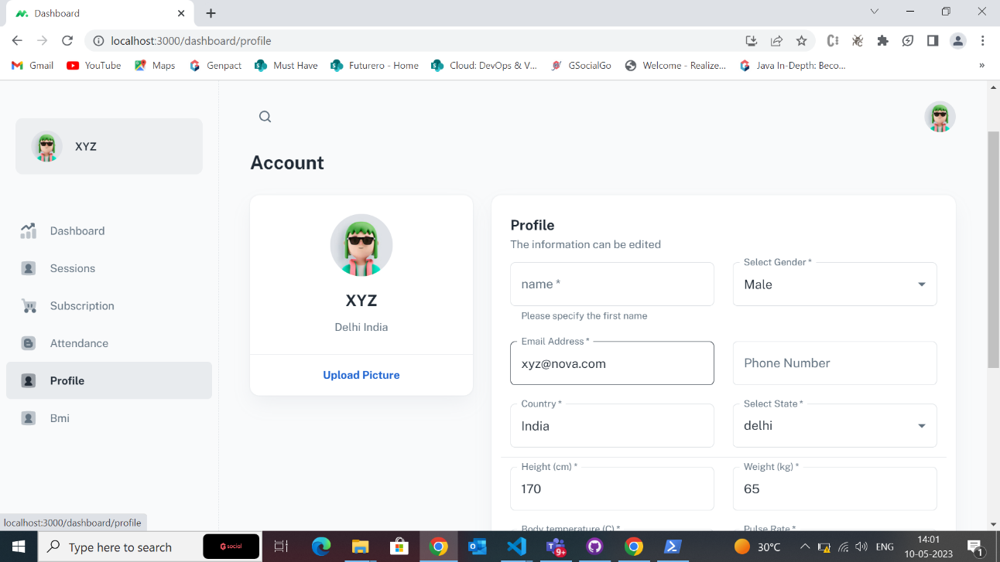 Dashboard
localhost:3000/dashboard/profile
Gmail YouTube Maps Genpact Must Have Futurero - Home Cloud: DevOps & V... GSocialGo Welcome - Realize... Java In-Depth: Beco... »
XYZ
Account
Dashboard
Sessions
Subscription
Attendance
Profile
Bmi
XYZ
Delhi India
Upload Picture
Profile
The information can be edited
name *
Select Gender *
Male
Please specify the first name
Email Address *
xyz@nova.com
Phone Number
Country *
India
Select State *
delhi
Height (cm) *
170
Weight (kg) *
65
Body temperature (C) *
Pulse Rate *
localhost:3000/dashboard/profile
Type here to search
G social
9+
30°C
ENG
14:01
10-05-2023
1